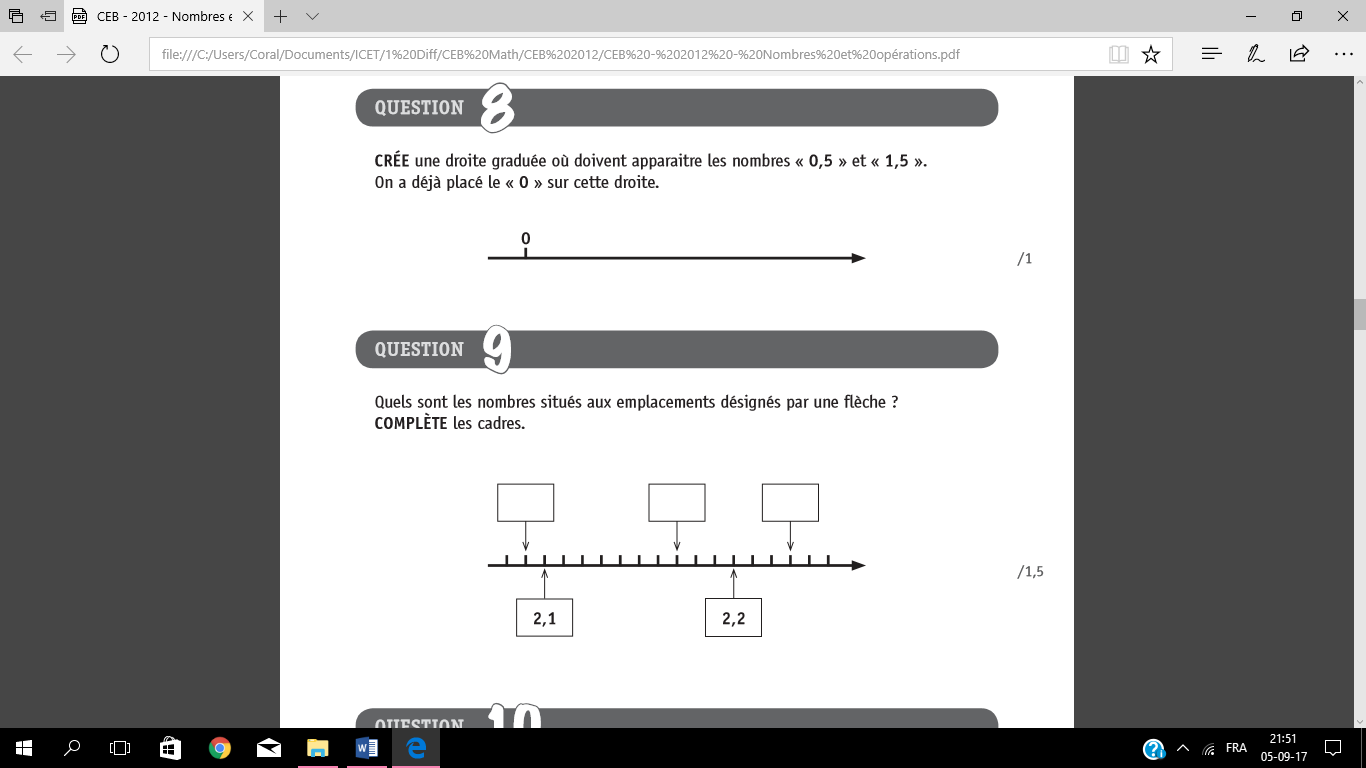 CEB - 2012 - Nombres e
file:///C:/Users/Coral/Documents/ICET/1%20Diff/CEB%20Math/CEB%202012/CEB%20-%202012%20-%20Nombres%20et%20opérations.pdf
QUESTION 8
CRÉE une droite graduée où doivent apparaitre les nombres « 0,5 » et « 1,5 ».
On a déjà placé le « 0 » sur cette droite.
0
/1
QUESTION 9
Quels sont les nombres situés aux emplacements désignés par une flèche ?
COMPLÈTE les cadres.
/1,5
2,1 2,2
QUESTION 10
FRA
21:51
05-09-17